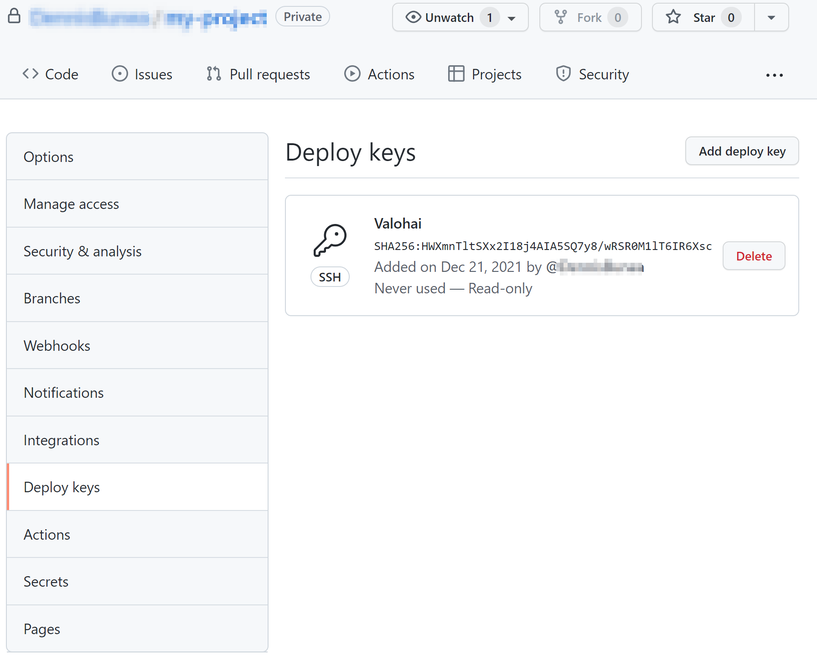 my-project Private Unwatch 1 Fork 0 Star 0
Code Issues Pull requests Actions Projects Security
Options
Manage access
Security & analysis
Branches
Webhooks
Notifications
Integrations
Deploy keys
Actions
Secrets
Pages
Deploy keys
Add deploy key
Valohai
SHA256:HWXmnTltSXx2I18j4AIA5SQ7y8/wRSR0M1lT6IR6Xsc
Added on Dec 21, 2021 by @
Never used — Read-only
SSH
Delete